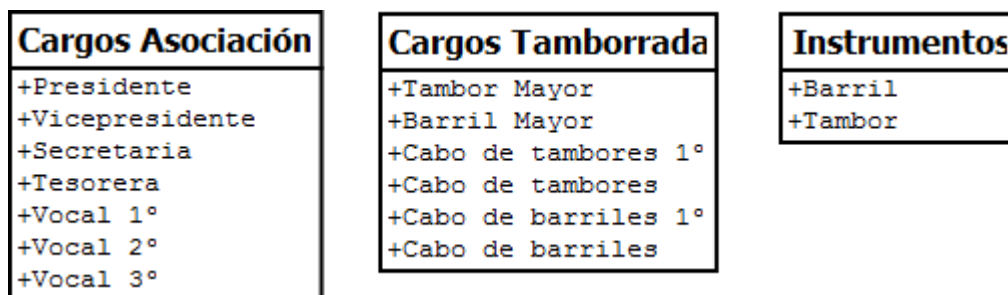 Cargos Asociación
+Presidente
+Vicepresidente
+Secretaria
+Tesorera
+Vocal 1º
+Vocal 2º
+Vocal 3º
Cargos Tamborrada
+Tambor Mayor
+Barril Mayor
+Cabo de tambores 1º
+Cabo de tambores
+Cabo de barriles 1º
+Cabo de barriles
Instrumentos
+Barril
+Tambor